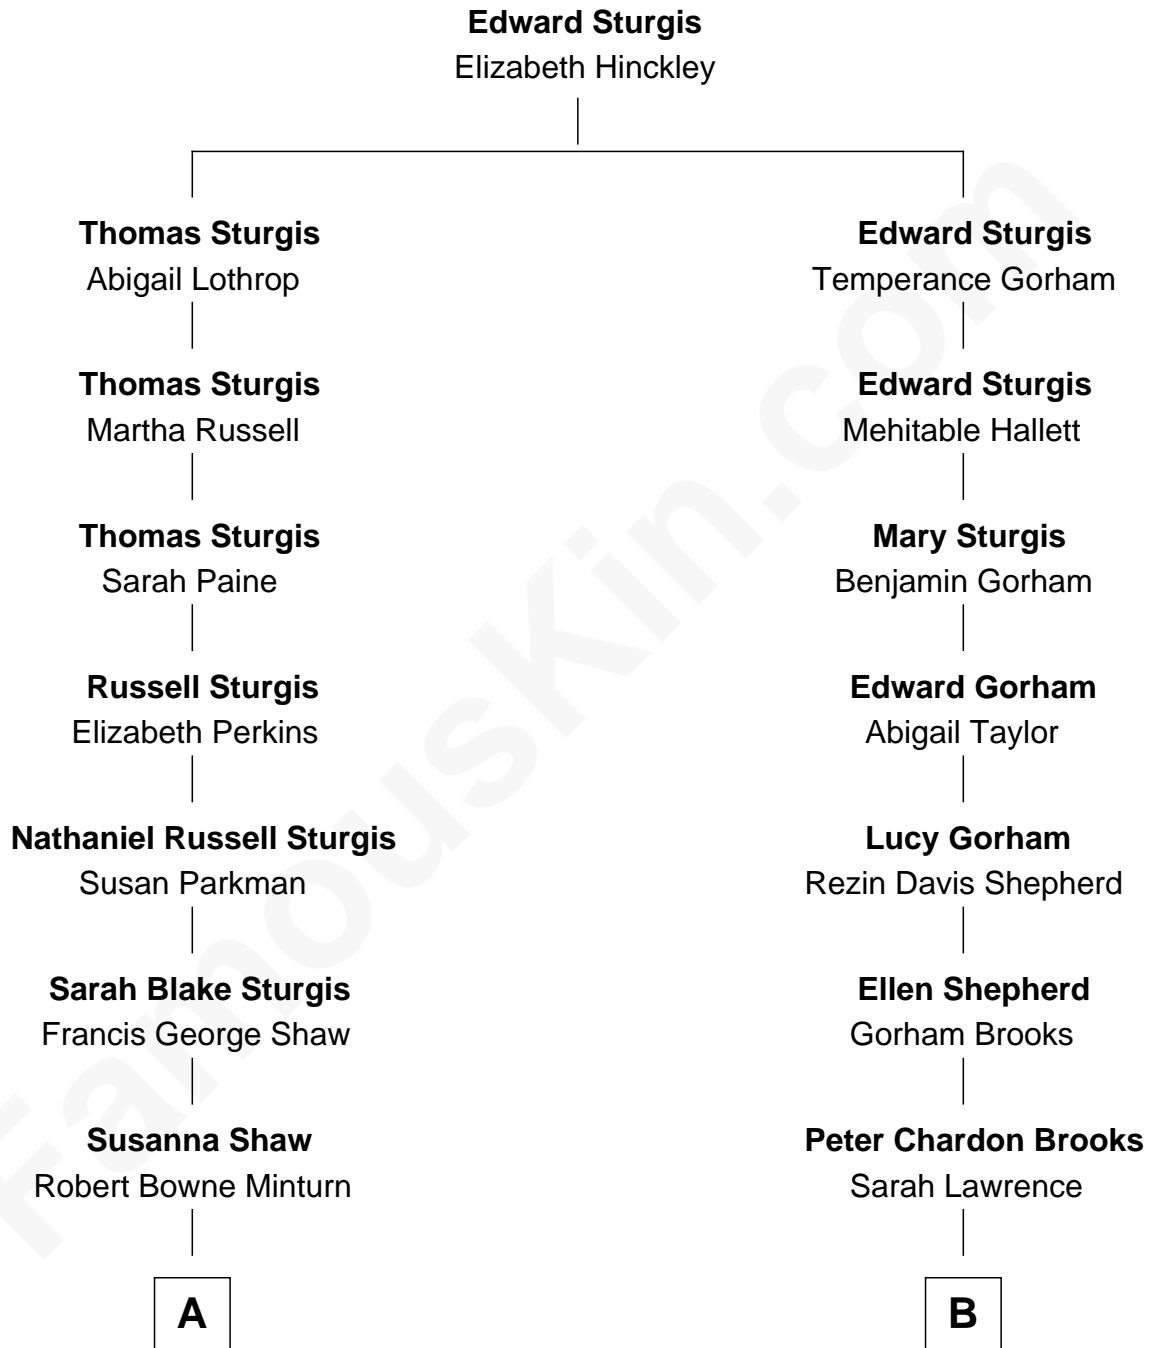 Edward Sturgis
Elizabeth Hinckley
Thomas Sturgis
Abigail Lothrop
Edward Sturgis
Temperance Gorham
Thomas Sturgis
Martha Russell
Edward Sturgis
Mehitable Hallett
Thomas Sturgis
Sarah Paine
Mary Sturgis
Benjamin Gorham
Russell Sturgis
Elizabeth Perkins
Edward Gorham
Abigail Taylor
Nathaniel Russell Sturgis
Susan Parkman
Lucy Gorham
Rezin Davis Shepherd
Sarah Blake Sturgis
Francis George Shaw
Ellen Shepherd
Gorham Brooks
Susanna Shaw
Robert Bowne Minturn
Peter Chardon Brooks
Sarah Lawrence
A
B
FamousKin.com